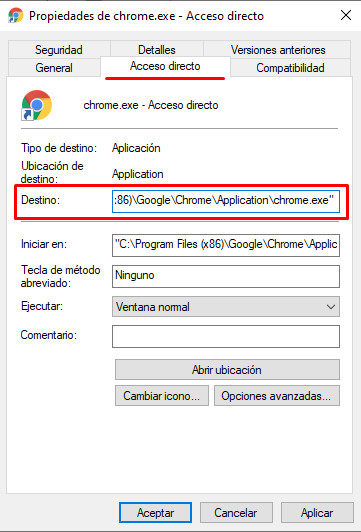 Propiedades de chrome.exe - Acceso directo
Seguridad Detalles Versiones anteriores
General Acceso directo Compatibilidad
chrome.exe - Acceso directo
Tipo de destino: Aplicación
Ubicación de destino: Application
Destino: :86)\Google\Chrome\Application\chrome.exe"
Iniciar en: "C:\Program Files (x86)\Google\Chrome\Applic
Tecla de método abreviado: Ninguno
Ejecutar: Ventana normal
Comentario:
Abrir ubicación
Cambiar icono... Opciones avanzadas...
Aceptar Cancelar Aplicar